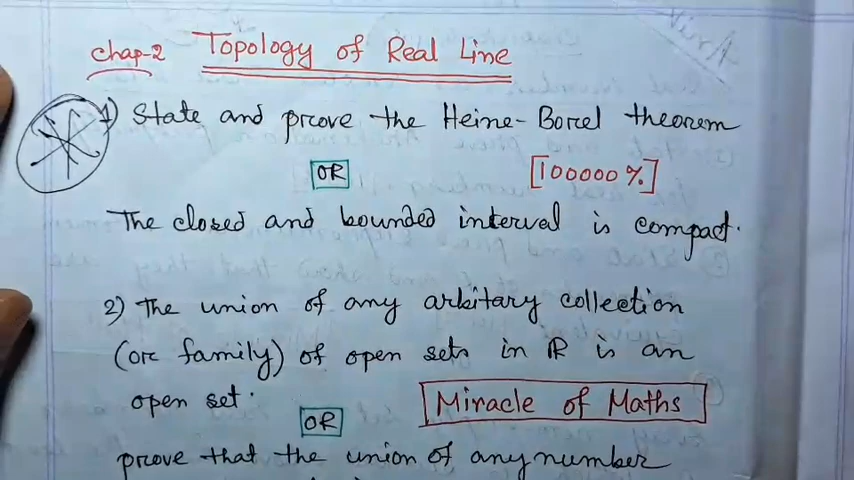 Chap-2 Topology of Real Line
1) State and prove the Heine-Borel theorem
OR [100000%]
The closed and bounded interval is compact.
2) The union of any arbitary collection
(or family) of open sets in ℝ is an
open set.
OR Miracle of Maths
prove that the union of any number